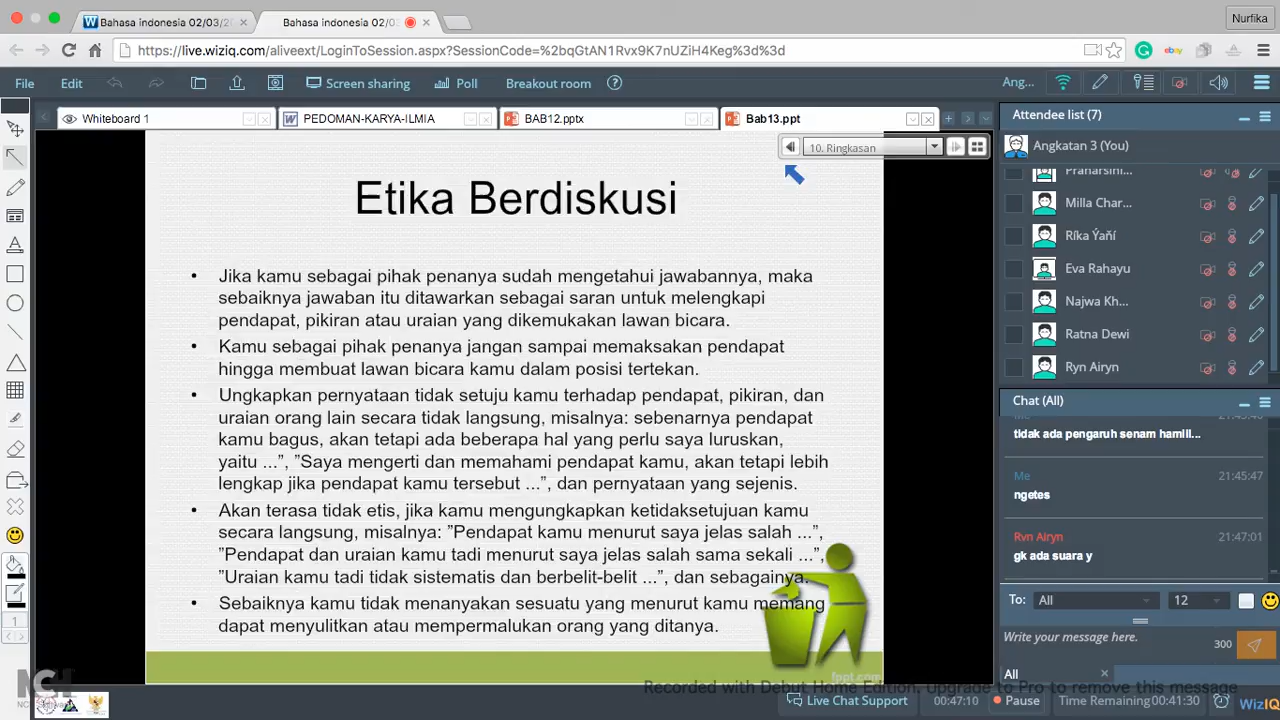 Bahasa indonesia 02/03/2
Bahasa indonesia 02/03/
Nurfika
https://live.wiziq.com/aliveext/LoginToSession.aspx?SessionCode=%2bqGtAN1Rvx9K7nUZiH4Keg%3d%3d
File Edit Screen sharing Poll Breakout room Ang...
Whiteboard 1 PEDOMAN-KARYA-ILMIA BAB12.pptx Bab13.ppt
10. Ringkasan
Etika Berdiskusi
• Jika kamu sebagai pihak penanya sudah mengetahui jawabannya, maka
sebaiknya jawaban itu ditawarkan sebagai saran untuk melengkapi
pendapat, pikiran atau uraian yang dikemukakan lawan bicara.
• Kamu sebagai pihak penanya jangan sampai memaksakan pendapat
hingga membuat lawan bicara kamu dalam posisi tertekan.
• Ungkapkan pernyataan tidak setuju kamu terhadap pendapat, pikiran, dan
uraian orang lain secara tidak langsung, misalnya: sebenarnya pendapat
kamu bagus, akan tetapi ada beberapa hal yang perlu saya luruskan,
yaitu ...”, ”Saya mengerti dan memahami pendapat kamu, akan tetapi lebih
lengkap jika pendapat kamu tersebut ...”, dan pernyataan yang sejenis.
• Akan terasa tidak etis, jika kamu mengungkapkan ketidaksetujuan kamu
secara langsung, misalnya: ”Pendapat kamu menurut saya jelas salah ...”,
”Pendapat dan uraian kamu tadi menurut saya jelas salah sama sekali ...”,
”Uraian kamu tadi tidak sistematis dan berbelit-belit ...”, dan sebagainya.
• Sebaiknya kamu tidak menanyakan sesuatu yang menurut kamu memang
dapat menyulitkan atau mempermalukan orang yang ditanya.
fppt.com
Attendee list (7)
Angkatan 3 (You)
Pranarsini...
Milla Char...
Ríka Ýaňí
Eva Rahayu
Najwa Kh...
Ratna Dewi
Ryn Airyn
Chat (All)
Me 21:45:40
tidak ada pengaruh senam hamill...
Me 21:45:47
ngetes
Rvn Airyn 21:47:01
gk ada suara y
To: All 12
Write your message here.
300
All
1
NCH
Recorded with Debut Home Edition. Upgrade to Pro to remove this message
Live Chat Support 00:47:10 Pause Time Remaining 00:41:30 WizIQ